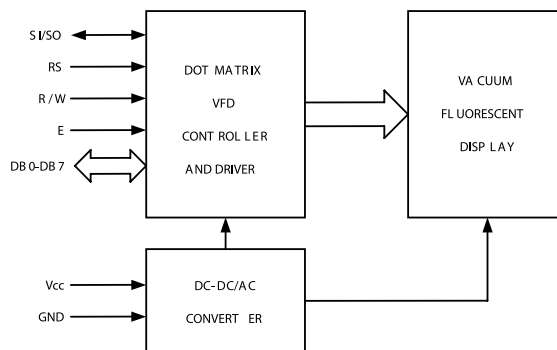 SI/SO
RS
R/W
E
DB0-DB7
DOT MATRIX
VFD
CONTROLLER
AND DRIVER
VACUUM
FLUORESCENT
DISPLAY
Vcc
GND
DC-DC/AC
CONVERTER